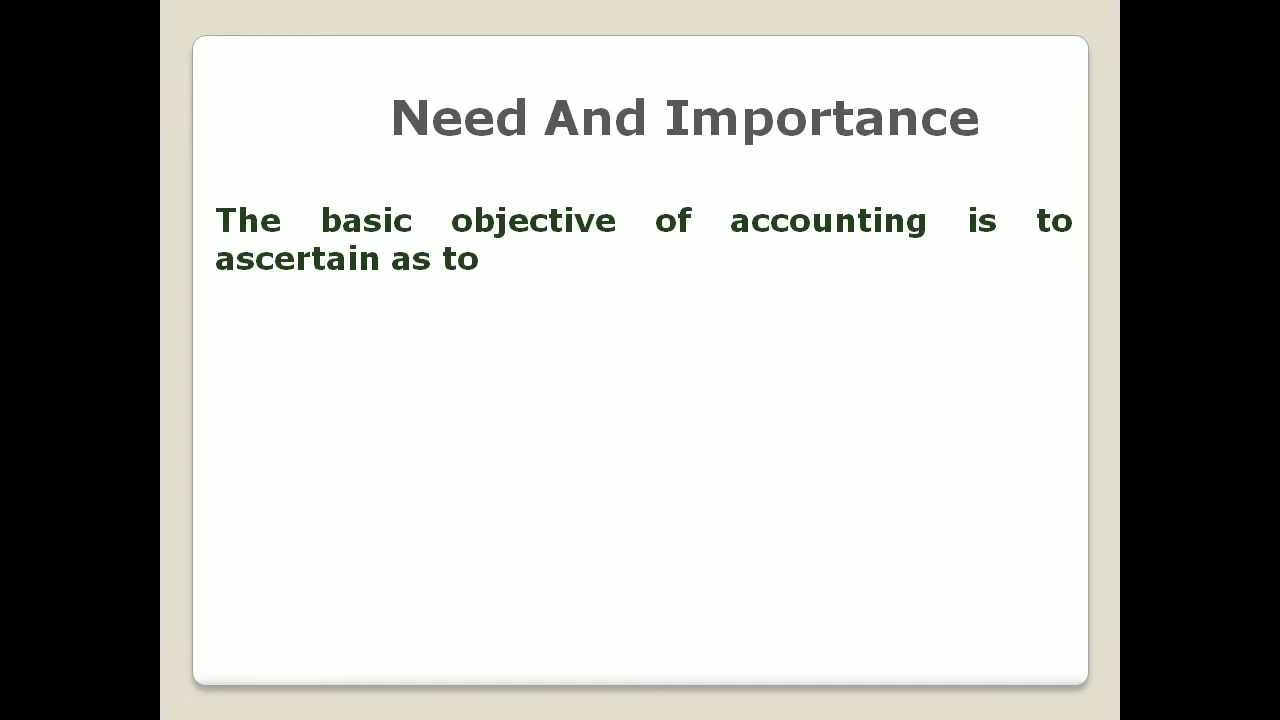 Need And Importance
The basic objective of accounting is to
ascertain as to